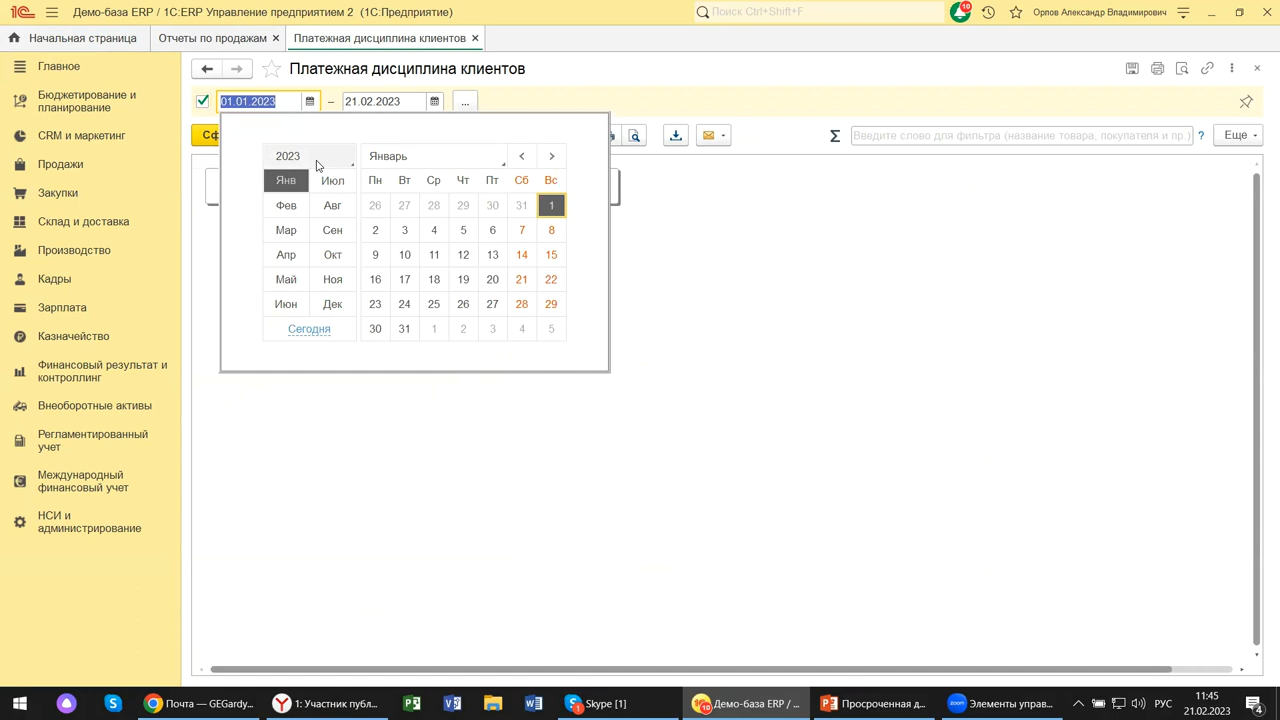 Демо-база ERP / 1С:ERP Управление предприятием 2 (1С:Предприятие)
Поиск Ctrl+Shift+F
10
Орлов Александр Владимирович
Начальная страница
Отчеты по продажам ×
Платежная дисциплина клиентов ×
Главное
Бюджетирование и
планирование
CRM и маркетинг
Продажи
Закупки
Склад и доставка
Производство
Кадры
Зарплата
Казначейство
Финансовый результат и
контроллинг
Внеоборотные активы
Регламентированный
учет
Международный
финансовый учет
НСИ и
администрирование
Платежная дисциплина клиентов
01.01.2023 – 21.02.2023 ...
Сф
Σ
Введите слово для фильтра (название товара, покупателя и пр.)
?
Еще
2023
Январь
Янв Июл
Фев Авг
Мар Сен
Апр Окт
Май Ноя
Июн Дек
Сегодня
Пн Вт Ср Чт Пт Сб Вс
26 27 28 29 30 31 1
2 3 4 5 6 7 8
9 10 11 12 13 14 15
16 17 18 19 20 21 22
23 24 25 26 27 28 29
30 31 1 2 3 4 5
Почта — GEGardy...
1: Участник публ...
Skype [1]
Демо-база ERP / ...
Просроченная д...
Элементы управ...
РУС
11:45
21.02.2023
4